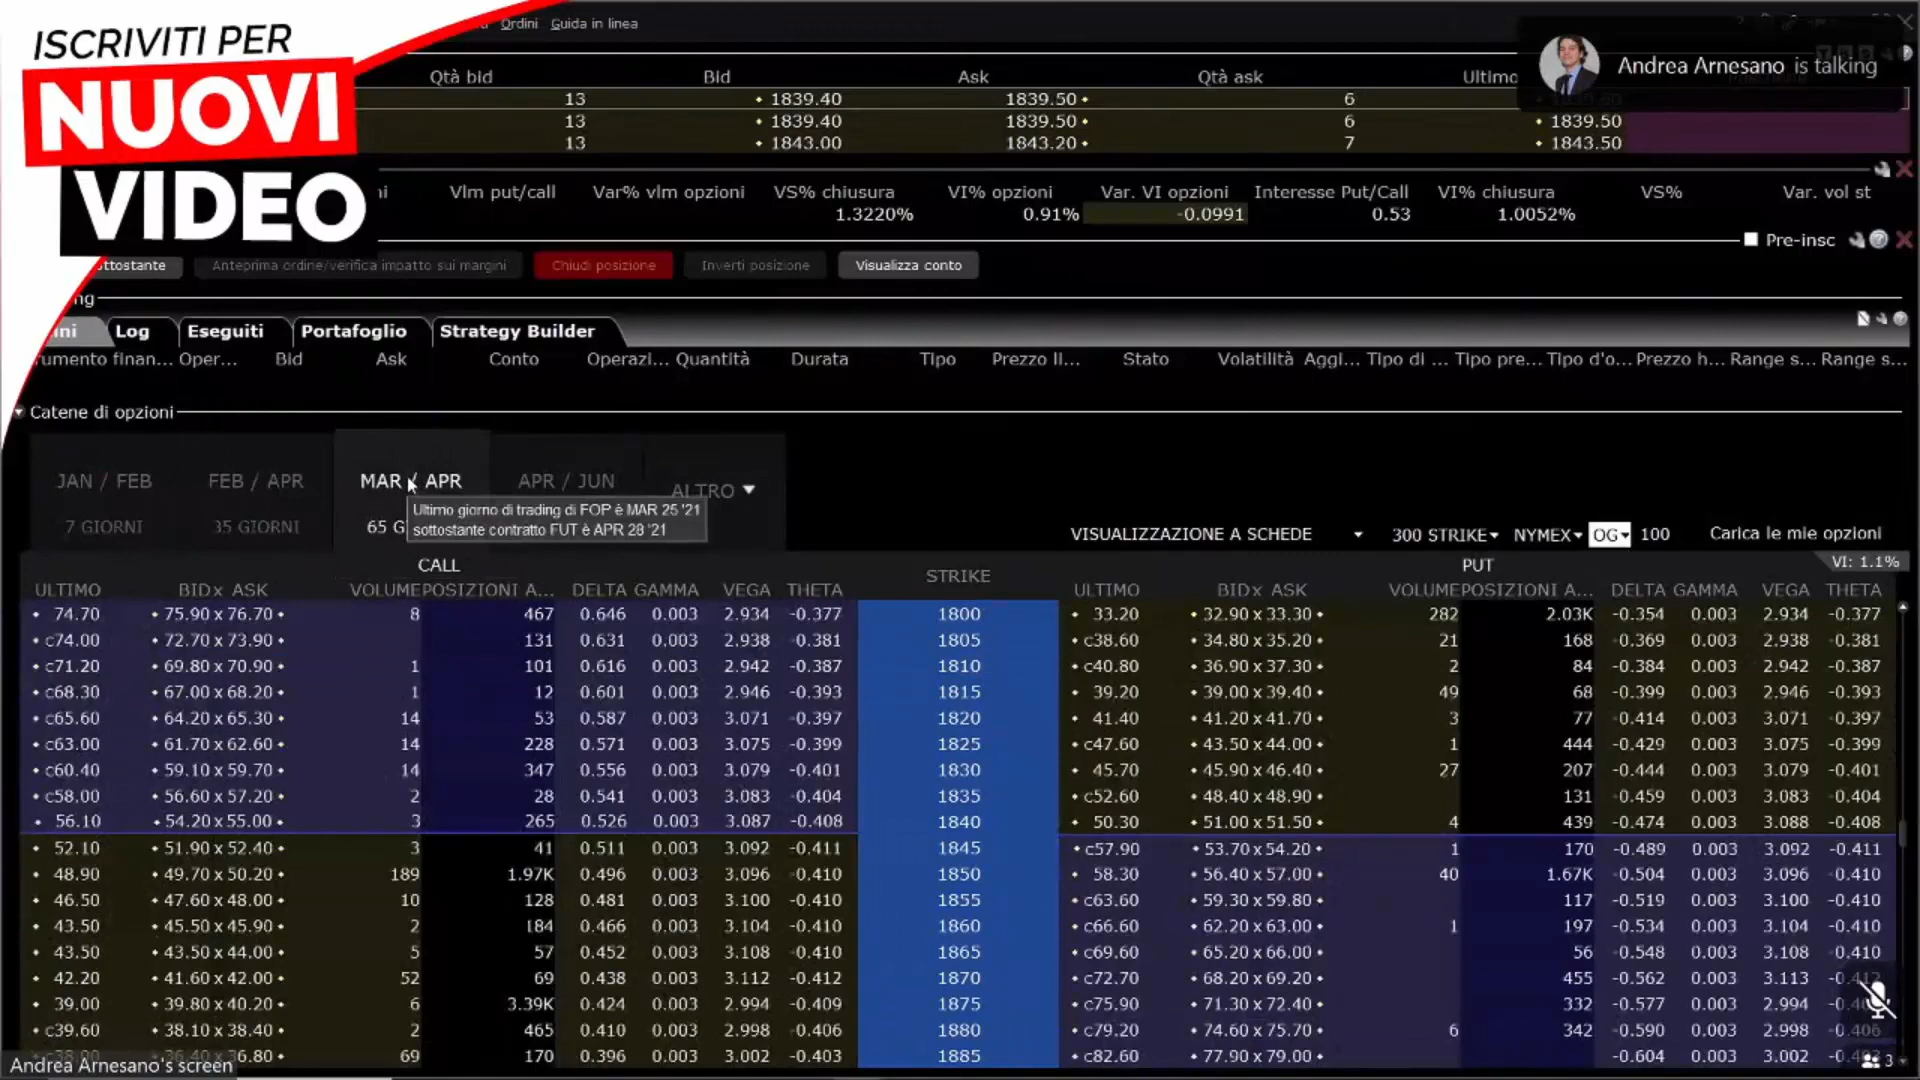 ISCRIVITI PER
NUOVI
VIDEO
Ordini Guida in linea
Andrea Arnesano is talking
Qtà bid Bid Ask Qtà ask Ultimo
13 1839.40 1839.50 6
13 1839.40 1839.50 6 1839.50
13 1843.00 1843.20 7 1843.50
Vlm put/call Var% vlm opzioni VS% chiusura VI% opzioni Var. VI opzioni Interesse Put/Call VI% chiusura VS% Var. vol st
1.3220% 0.91% -0.0991 0.53 1.0052%
Pre-insc
ottostante Anteprima ordine/verifica impatto sui margini Chiudi posizione Inverti posizione Visualizza conto
ng
ini Log Eseguiti Portafoglio Strategy Builder
rumento finan... Oper... Bid Ask Conto Operazi... Quantità Durata Tipo Prezzo li... Stato Volatilità Aggi... Tipo di ... Tipo pre... Tipo d'o... Prezzo h... Range s... Range s...
Catene di opzioni
JAN / FEB FEB / APR MAR / APR APR / JUN ALTRO
7 GIORNI 35 GIORNI 65 G
Ultimo giorno di trading di FOP è MAR 25 '21
sottostante contratto FUT è APR 28 '21
VISUALIZZAZIONE A SCHEDE 300 STRIKE NYMEX OG 100 Carica le mie opzioni
CALL STRIKE PUT VI: 1.1%
ULTIMO BID x ASK VOLUME POSIZIONI A... DELTA GAMMA VEGA THETA ULTIMO BID x ASK VOLUME POSIZIONI A... DELTA GAMMA VEGA THETA
74.70 75.90 x 76.70 8 467 0.646 0.003 2.934 -0.377 1800 33.20 32.90 x 33.30 282 2.03K -0.354 0.003 2.934 -0.377
c74.00 72.70 x 73.90 131 0.631 0.003 2.938 -0.381 1805 c38.60 34.80 x 35.20 21 168 -0.369 0.003 2.938 -0.381
c71.20 69.80 x 70.90 1 101 0.616 0.003 2.942 -0.387 1810 c40.80 36.90 x 37.30 2 84 -0.384 0.003 2.942 -0.387
c68.30 67.00 x 68.20 1 12 0.601 0.003 2.946 -0.393 1815 39.20 39.00 x 39.40 49 68 -0.399 0.003 2.946 -0.393
c65.60 64.20 x 65.30 14 53 0.587 0.003 3.071 -0.397 1820 41.40 41.20 x 41.70 3 77 -0.414 0.003 3.071 -0.397
c63.00 61.70 x 62.60 14 228 0.571 0.003 3.075 -0.399 1825 c47.60 43.50 x 44.00 1 444 -0.429 0.003 3.075 -0.399
c60.40 59.10 x 59.70 14 347 0.556 0.003 3.079 -0.401 1830 45.70 45.90 x 46.40 27 207 -0.444 0.003 3.079 -0.401
c58.00 56.60 x 57.20 2 28 0.541 0.003 3.083 -0.404 1835 c52.60 48.40 x 48.90 131 -0.459 0.003 3.083 -0.404
56.10 54.20 x 55.00 3 265 0.526 0.003 3.087 -0.408 1840 50.30 51.00 x 51.50 4 439 -0.474 0.003 3.088 -0.408
52.10 51.90 x 52.40 3 41 0.511 0.003 3.092 -0.411 1845 c57.90 53.70 x 54.20 1 170 -0.489 0.003 3.092 -0.411
48.90 49.70 x 50.20 189 1.97K 0.496 0.003 3.096 -0.410 1850 58.30 56.40 x 57.00 40 1.67K -0.504 0.003 3.096 -0.410
46.50 47.60 x 48.00 10 128 0.481 0.003 3.100 -0.410 1855 c63.60 59.30 x 59.80 117 -0.519 0.003 3.100 -0.410
43.50 45.50 x 45.90 2 184 0.466 0.003 3.104 -0.410 1860 c66.60 62.20 x 63.00 1 197 -0.534 0.003 3.104 -0.410
43.50 43.50 x 44.00 5 57 0.452 0.003 3.108 -0.410 1865 c69.60 65.20 x 66.00 56 -0.548 0.003 3.108 -0.410
42.20 41.60 x 42.00 52 69 0.438 0.003 3.112 -0.412 1870 c72.70 68.20 x 69.20 455 -0.562 0.003 3.113 -0.412
39.00 39.80 x 40.20 6 3.39K 0.424 0.003 2.994 -0.409 1875 c75.90 71.30 x 72.40 332 -0.577 0.003 2.994
c39.60 38.10 x 38.40 2 465 0.410 0.003 2.998 -0.406 1880 c79.20 74.60 x 75.70 6 342 -0.590 0.003 2.998 -0.406
c38.00 36.40 x 36.80 69 170 0.396 0.003 3.002 -0.403 1885 c82.60 77.90 x 79.00 -0.604 0.003 3.002
Andrea Arnesano's screen
3